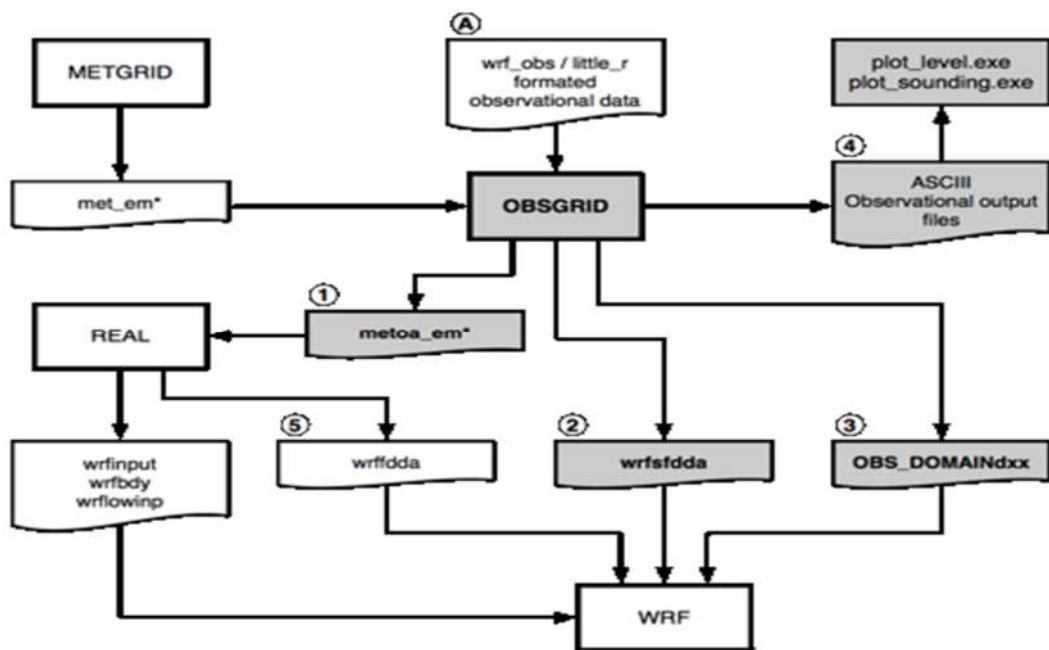 A
METGRID
wrf_obs / little_r
formated
observational data
plot_level.exe
plot_sounding.exe
4
met_em*
OBSGRID
ASCIII
Observational output
files
1
REAL
metoa_em*
5
2
3
wrfinput
wrfbdy
wrflowinp
wrffdda
wrfsfdda
OBS_DOMAINdxx
WRF